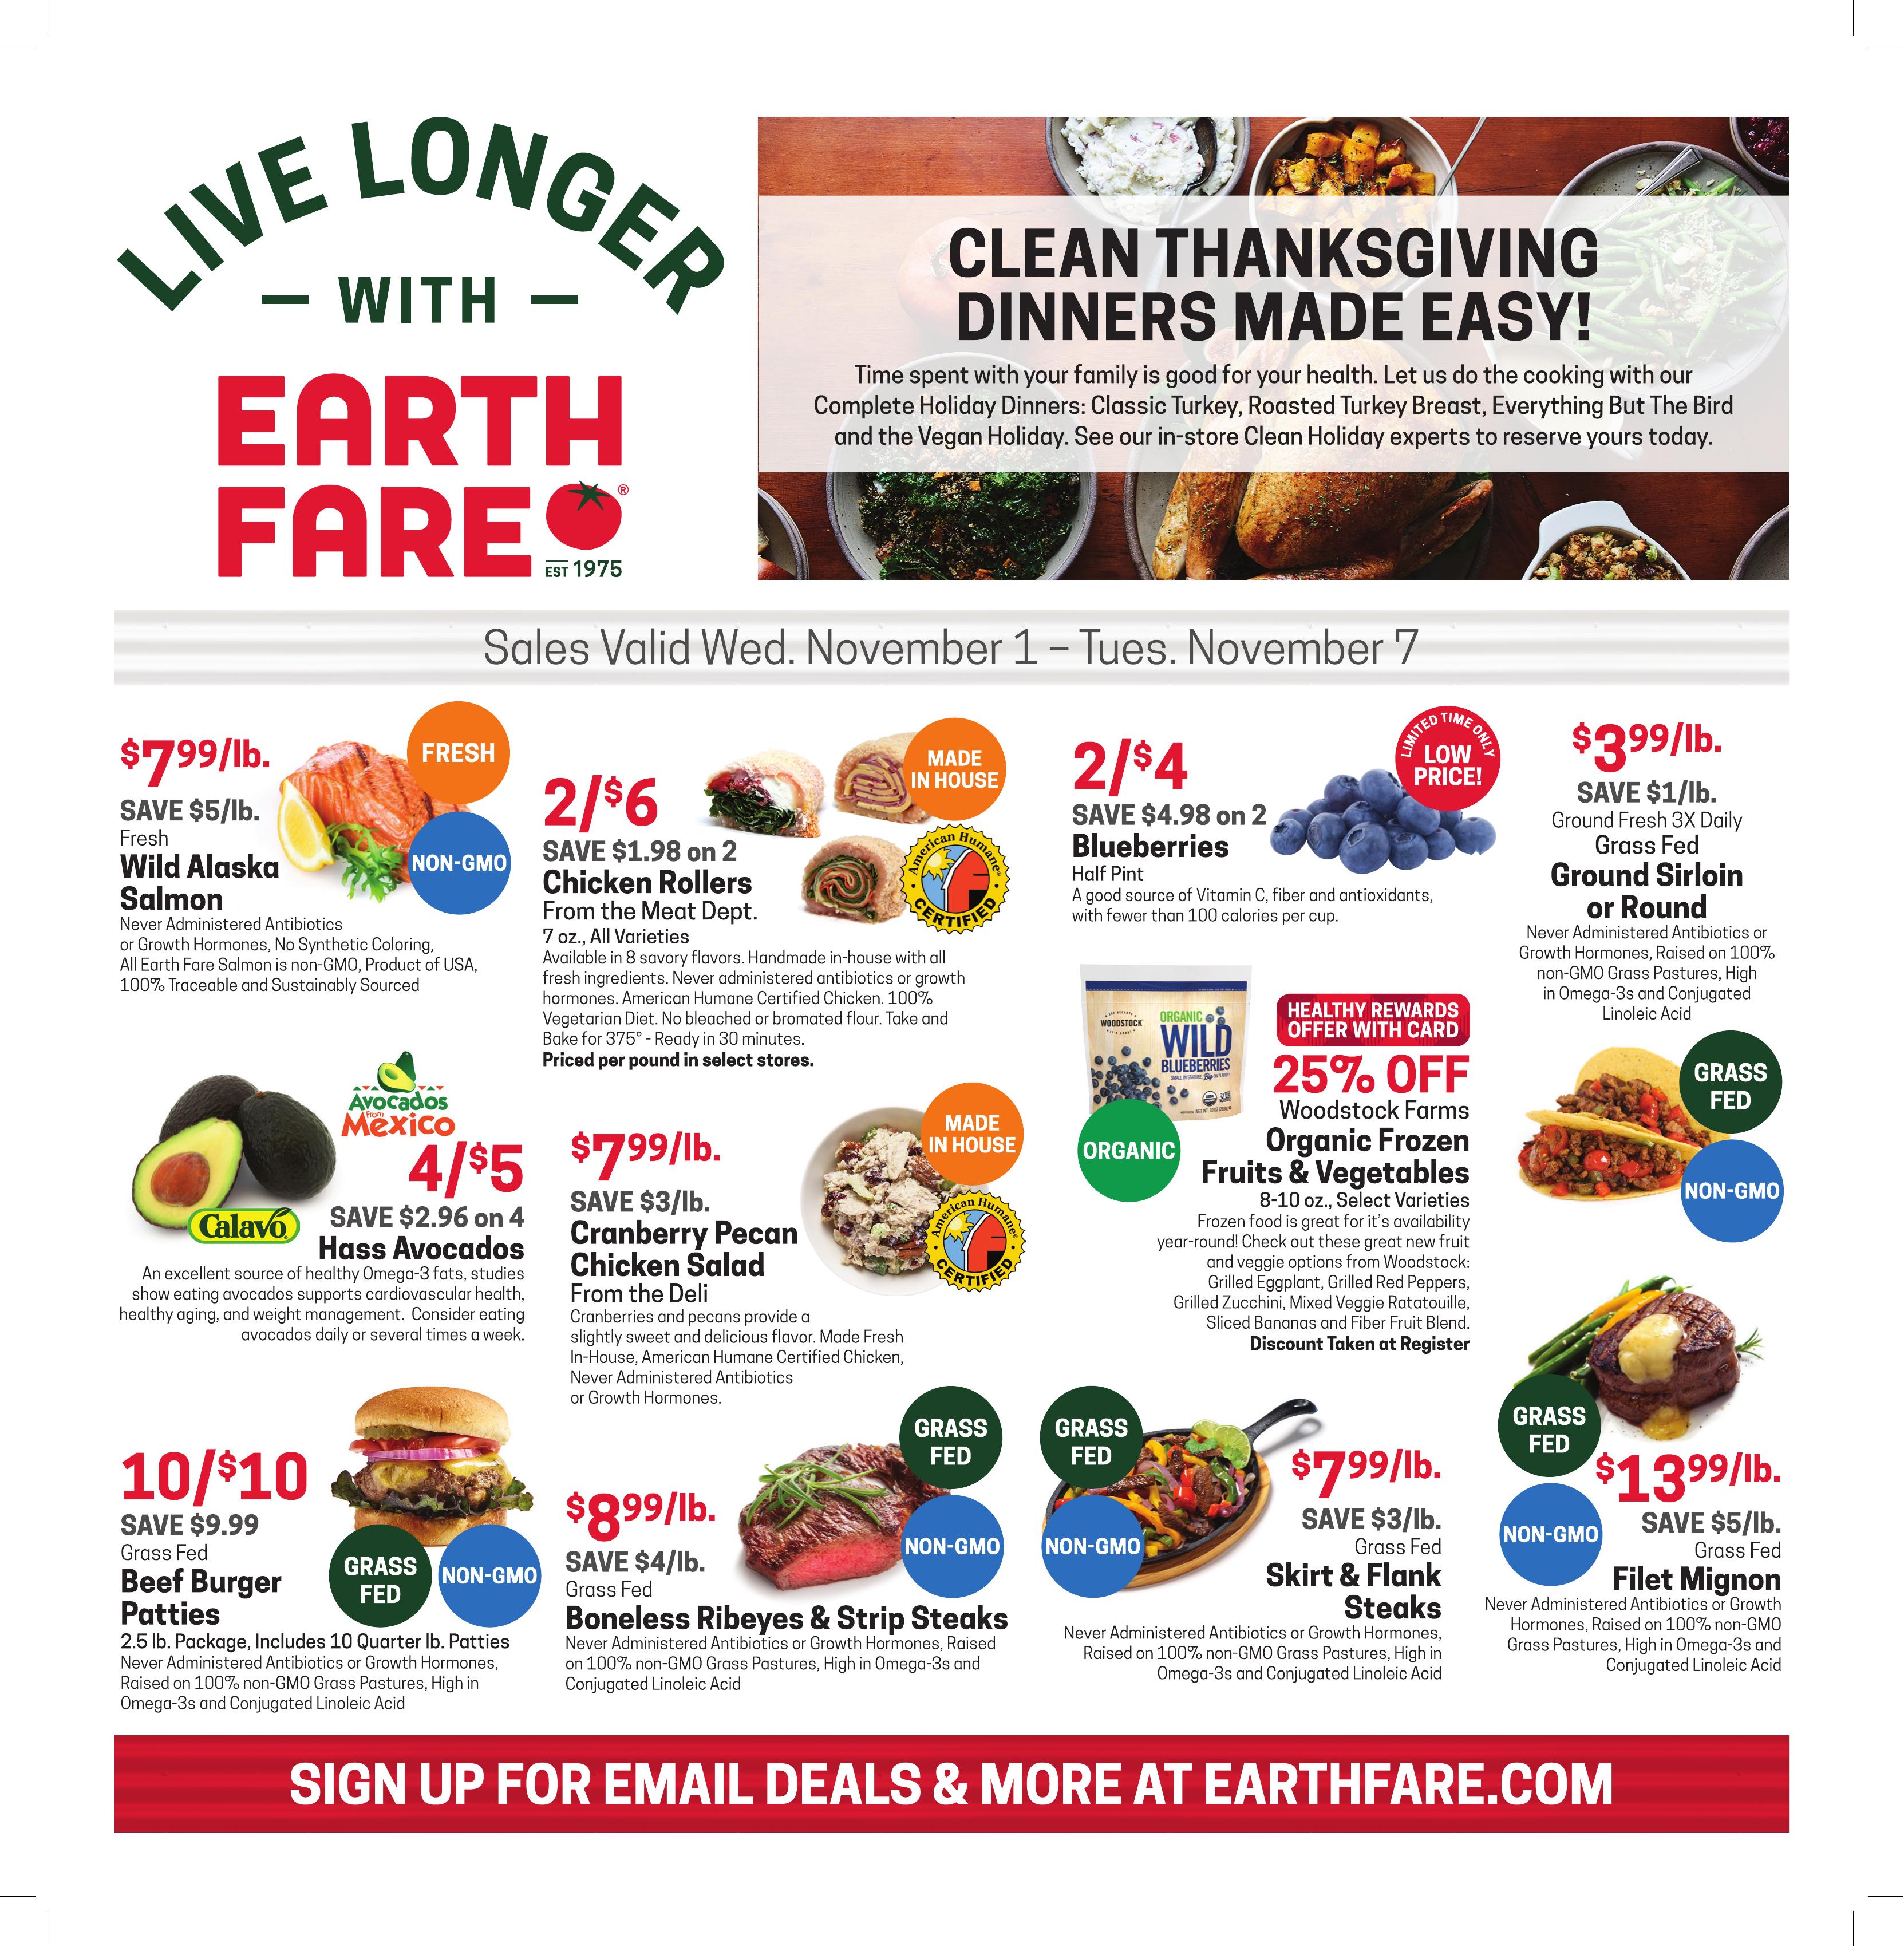 LIVE LONGER
– WITH –
EARTH
FARE®
EST 1975
CLEAN THANKSGIVING
DINNERS MADE EASY!
Time spent with your family is good for your health. Let us do the cooking with our
Complete Holiday Dinners: Classic Turkey, Roasted Turkey Breast, Everything But The Bird
and the Vegan Holiday. See our in-store Clean Holiday experts to reserve yours today.
Sales Valid Wed. November 1 – Tues. November 7
$7.99/lb.
SAVE $5/lb.
Fresh
Wild Alaska
Salmon
Never Administered Antibiotics
or Growth Hormones, No Synthetic Coloring,
All Earth Fare Salmon is non-GMO, Product of USA,
100% Traceable and Sustainably Sourced
FRESH
NON-GMO
2/$6
SAVE $1.98 on 2
Chicken Rollers
From the Meat Dept.
7 oz., All Varieties
Available in 8 savory flavors. Handmade in-house with all
fresh ingredients. Never administered antibiotics or growth
hormones. American Humane Certified Chicken. 100%
Vegetarian Diet. No bleached or bromated flour. Take and
Bake for 375° - Ready in 30 minutes.
Priced per pound in select stores.
MADE
IN HOUSE
American Humane®
CERTIFIED
2/$4
SAVE $4.98 on 2
Blueberries
Half Pint
A good source of Vitamin C, fiber and antioxidants,
with fewer than 100 calories per cup.
LIMITED TIME ONLY
LOW
PRICE!
$3.99/lb.
SAVE $1/lb.
Ground Fresh 3X Daily
Grass Fed
Ground Sirloin
or Round
Never Administered Antibiotics or
Growth Hormones, Raised on 100%
non-GMO Grass Pastures, High
in Omega-3s and Conjugated
Linoleic Acid
GRASS
FED
NON-GMO
Avocados
From
Mexico
4/$5
Calavo®
SAVE $2.96 on 4
Hass Avocados
An excellent source of healthy Omega-3 fats, studies
show eating avocados supports cardiovascular health,
healthy aging, and weight management. Consider eating
avocados daily or several times a week.
$7.99/lb.
SAVE $3/lb.
Cranberry Pecan
Chicken Salad
From the Deli
Cranberries and pecans provide a
slightly sweet and delicious flavor. Made Fresh
In-House, American Humane Certified Chicken,
Never Administered Antibiotics
or Growth Hormones.
MADE
IN HOUSE
American Humane®
CERTIFIED
WOODSTOCK
ORGANIC
WILD
BLUEBERRIES
ORGANIC
HEALTHY REWARDS
OFFER WITH CARD
25% OFF
Woodstock Farms
Organic Frozen
Fruits & Vegetables
8-10 oz., Select Varieties
Frozen food is great for it's availability
year-round! Check out these great new fruit
and veggie options from Woodstock:
Grilled Eggplant, Grilled Red Peppers,
Grilled Zucchini, Mixed Veggie Ratatouille,
Sliced Bananas and Fiber Fruit Blend.
Discount Taken at Register
10/$10
SAVE $9.99
Grass Fed
Beef Burger
Patties
2.5 lb. Package, Includes 10 Quarter lb. Patties
Never Administered Antibiotics or Growth Hormones,
Raised on 100% non-GMO Grass Pastures, High in
Omega-3s and Conjugated Linoleic Acid
GRASS
FED
NON-GMO
$8.99/lb.
SAVE $4/lb.
Grass Fed
Boneless Ribeyes & Strip Steaks
Never Administered Antibiotics or Growth Hormones, Raised
on 100% non-GMO Grass Pastures, High in Omega-3s and
Conjugated Linoleic Acid
GRASS
FED
NON-GMO
GRASS
FED
NON-GMO
$7.99/lb.
SAVE $3/lb.
Grass Fed
Skirt & Flank
Steaks
Never Administered Antibiotics or Growth Hormones,
Raised on 100% non-GMO Grass Pastures, High in
Omega-3s and Conjugated Linoleic Acid
GRASS
FED
NON-GMO
$13.99/lb.
SAVE $5/lb.
Grass Fed
Filet Mignon
Never Administered Antibiotics or Growth
Hormones, Raised on 100% non-GMO
Grass Pastures, High in Omega-3s and
Conjugated Linoleic Acid
SIGN UP FOR EMAIL DEALS & MORE AT EARTHFARE.COM